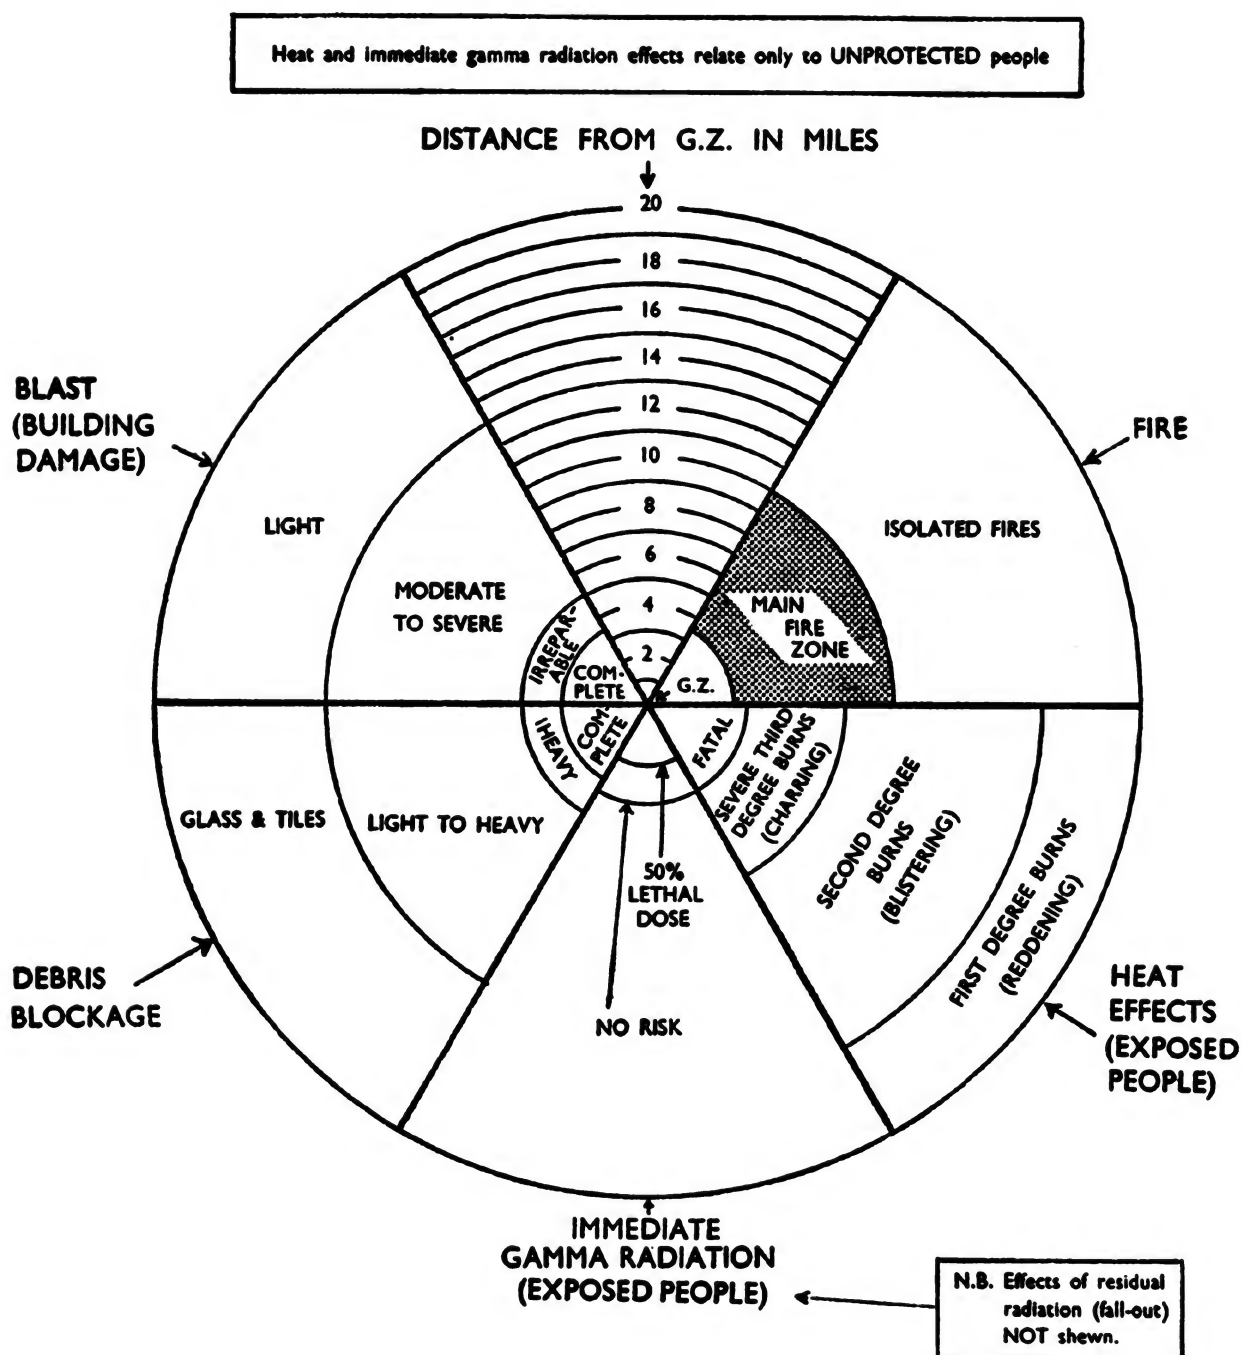 Heat and immediate gamma radiation effects relate only to UNPROTECTED people
DISTANCE FROM G.Z. IN MILES
20
18
16
14
12
10
8
6
4
2
BLAST
(BUILDING
DAMAGE)
LIGHT
MODERATE
TO SEVERE
IRREPAR-
ABLE
COM-
PLETE
FIRE
ISOLATED FIRES
MAIN
FIRE
ZONE
G.Z.
COM-
PLETE
HEAVY
LIGHT TO HEAVY
GLASS & TILES
DEBRIS
BLOCKAGE
FATAL
SEVERE THIRD
DEGREE BURNS
(CHARRING)
SECOND DEGREE
BURNS
(BLISTERING)
FIRST DEGREE BURNS
(REDDENING)
HEAT
EFFECTS
(EXPOSED
PEOPLE)
50%
LETHAL
DOSE
NO RISK
IMMEDIATE
GAMMA RADIATION
(EXPOSED PEOPLE)
N.B. Effects of residual
radiation (fall-out)
NOT shewn.